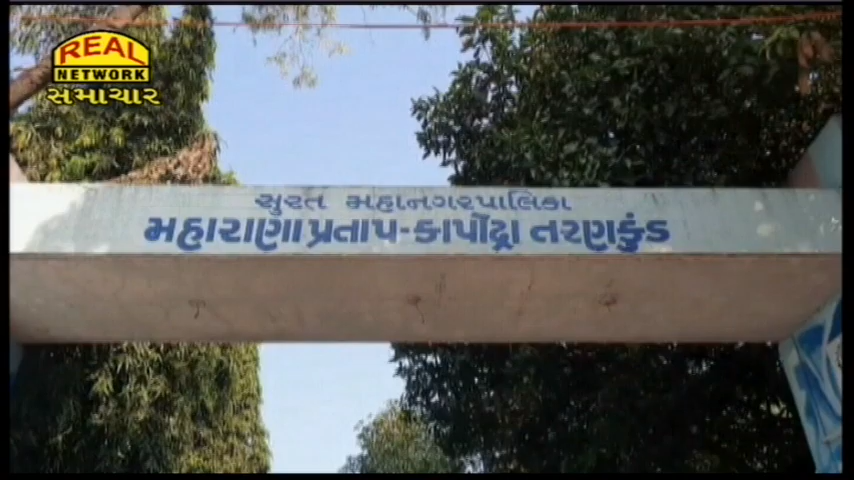 REAL
NETWORK
સમાચાર
સુરત મહાનગરપાલિકા
મહારાણા પ્રતાપ-કાપોદ્રા તરણકુંડ